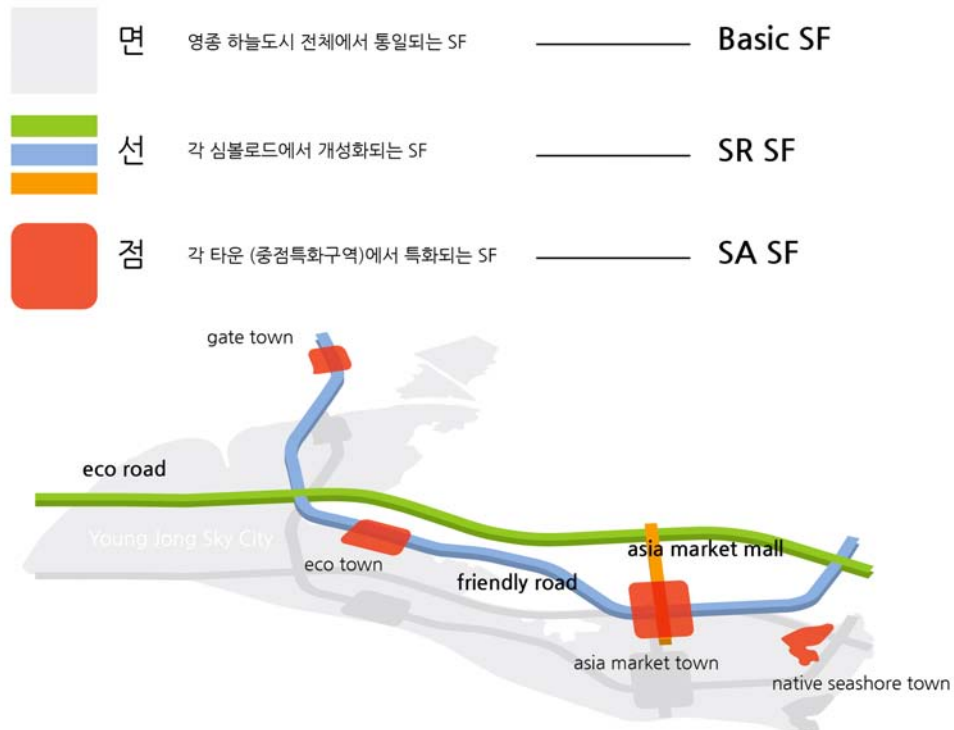 면 영종 하늘도시 전체에서 통일되는 SF Basic SF
선 각 심볼로드에서 개성화되는 SF SR SF
점 각 타운 (중점특화구역)에서 특화되는 SF SA SF
gate town
eco road
Young Jong Sky City
asia market mall
eco town
friendly road
asia market town
native seashore town